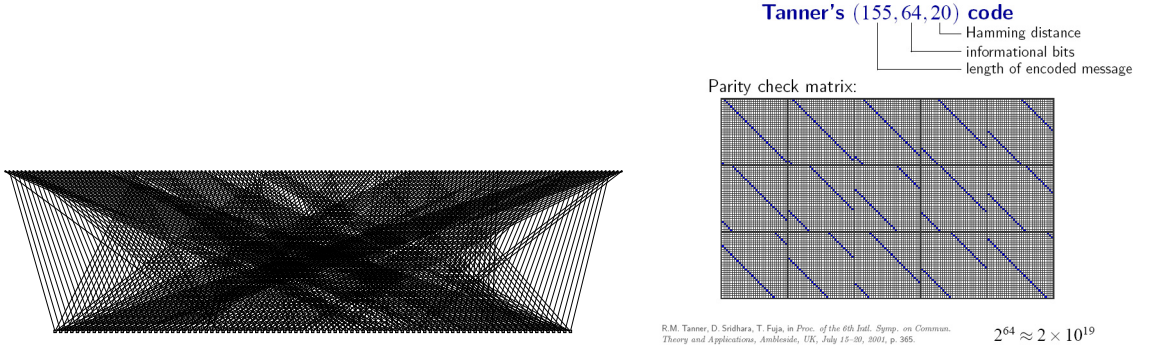 Tanner's (155, 64, 20) code
Hamming distance
informational bits
length of encoded message
Parity check matrix:
R.M. Tanner, D. Sridhara, T. Fuja, in Proc. of the 6th Intl. Symp. on Commun.
Theory and Applications, Ambleside, UK, July 15–20, 2001, p. 365.
2^64 ≈ 2 × 10^19